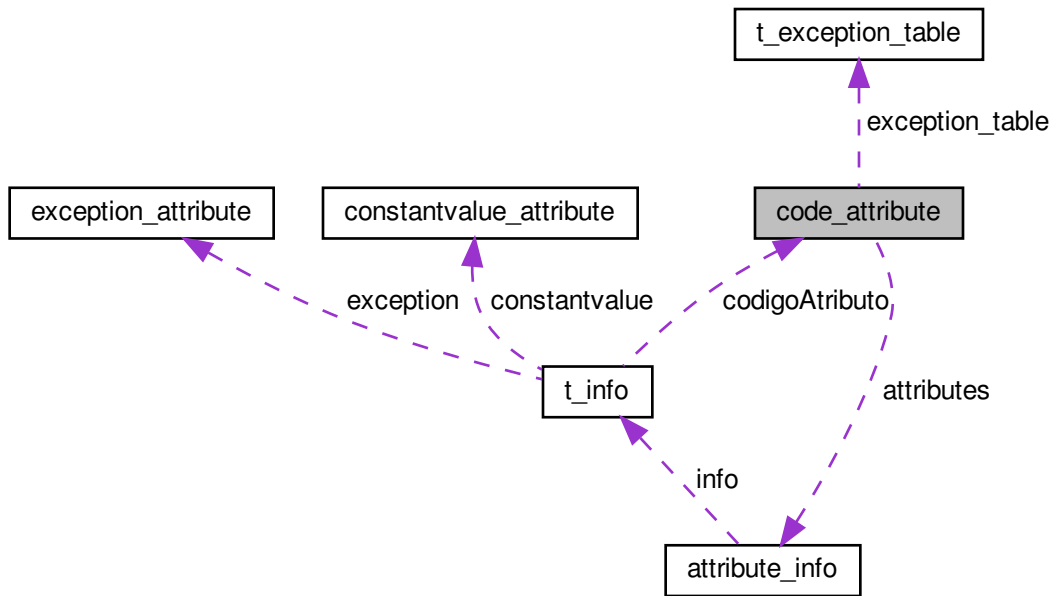 t_exception_table
exception_table
exception_attribute
constantvalue_attribute
code_attribute
exception
constantvalue
codigoAtributo
t_info
attributes
info
attribute_info